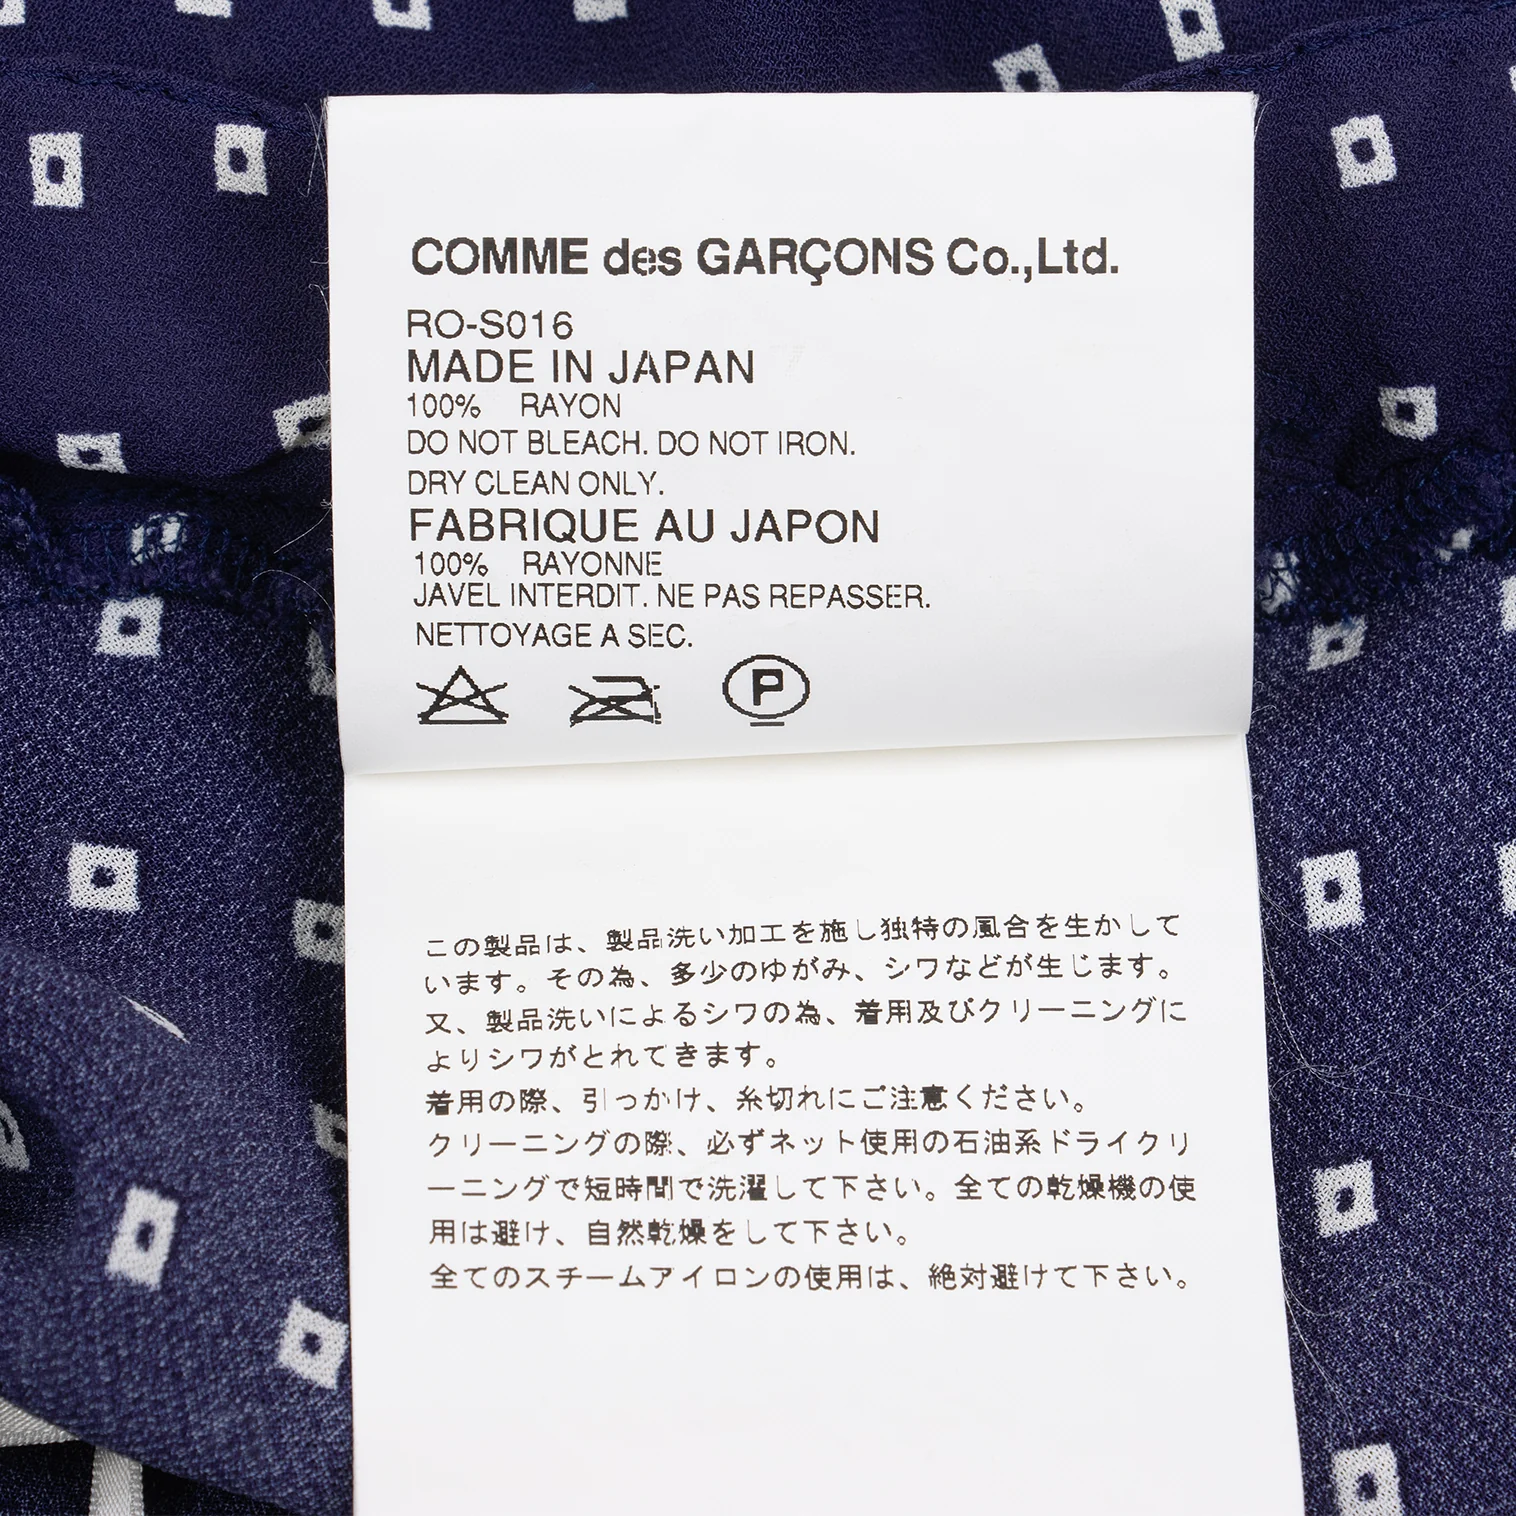 COMME des GARÇONS Co.,Ltd.
RO-S016
MADE IN JAPAN
100% RAYON
DO NOT BLEACH. DO NOT IRON.
DRY CLEAN ONLY.
FABRIQUE AU JAPON
100% RAYONNE
JAVEL INTERDIT. NE PAS REPASSER.
NETTOYAGE A SEC.
P
この製品は、製品洗い加工を施し独特の風合を生かして
います。その為、多少のゆがみ、シワなどが生じます。
又、製品洗いによるシワの為、着用及びクリーニングに
よりシワがとれてきます。
着用の際、引っかけ、糸切れにご注意ください。
クリーニングの際、必ずネット使用の石油系ドライクリ
ーニングで短時間で洗濯して下さい。全ての乾燥機の使
用は避け、自然乾燥をして下さい。
全てのスチームアイロンの使用は、絶対避けて下さい。